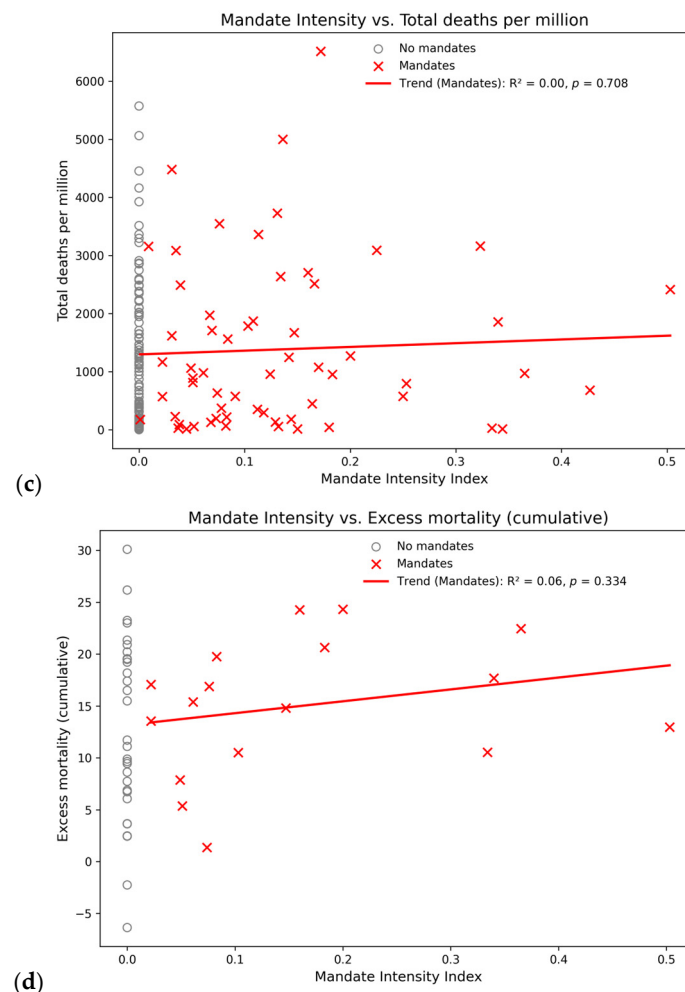 Mandate Intensity vs. Total deaths per million
No mandates
Mandates
Trend (Mandates): R² = 0.00, p = 0.708
6000
5000
4000
3000
2000
1000
0
Total deaths per million
0.0 0.1 0.2 0.3 0.4 0.5
Mandate Intensity Index
(c)
Mandate Intensity vs. Excess mortality (cumulative)
No mandates
Mandates
Trend (Mandates): R² = 0.06, p = 0.334
30
25
20
15
10
5
0
−5
Excess mortality (cumulative)
0.0 0.1 0.2 0.3 0.4 0.5
Mandate Intensity Index
(d)